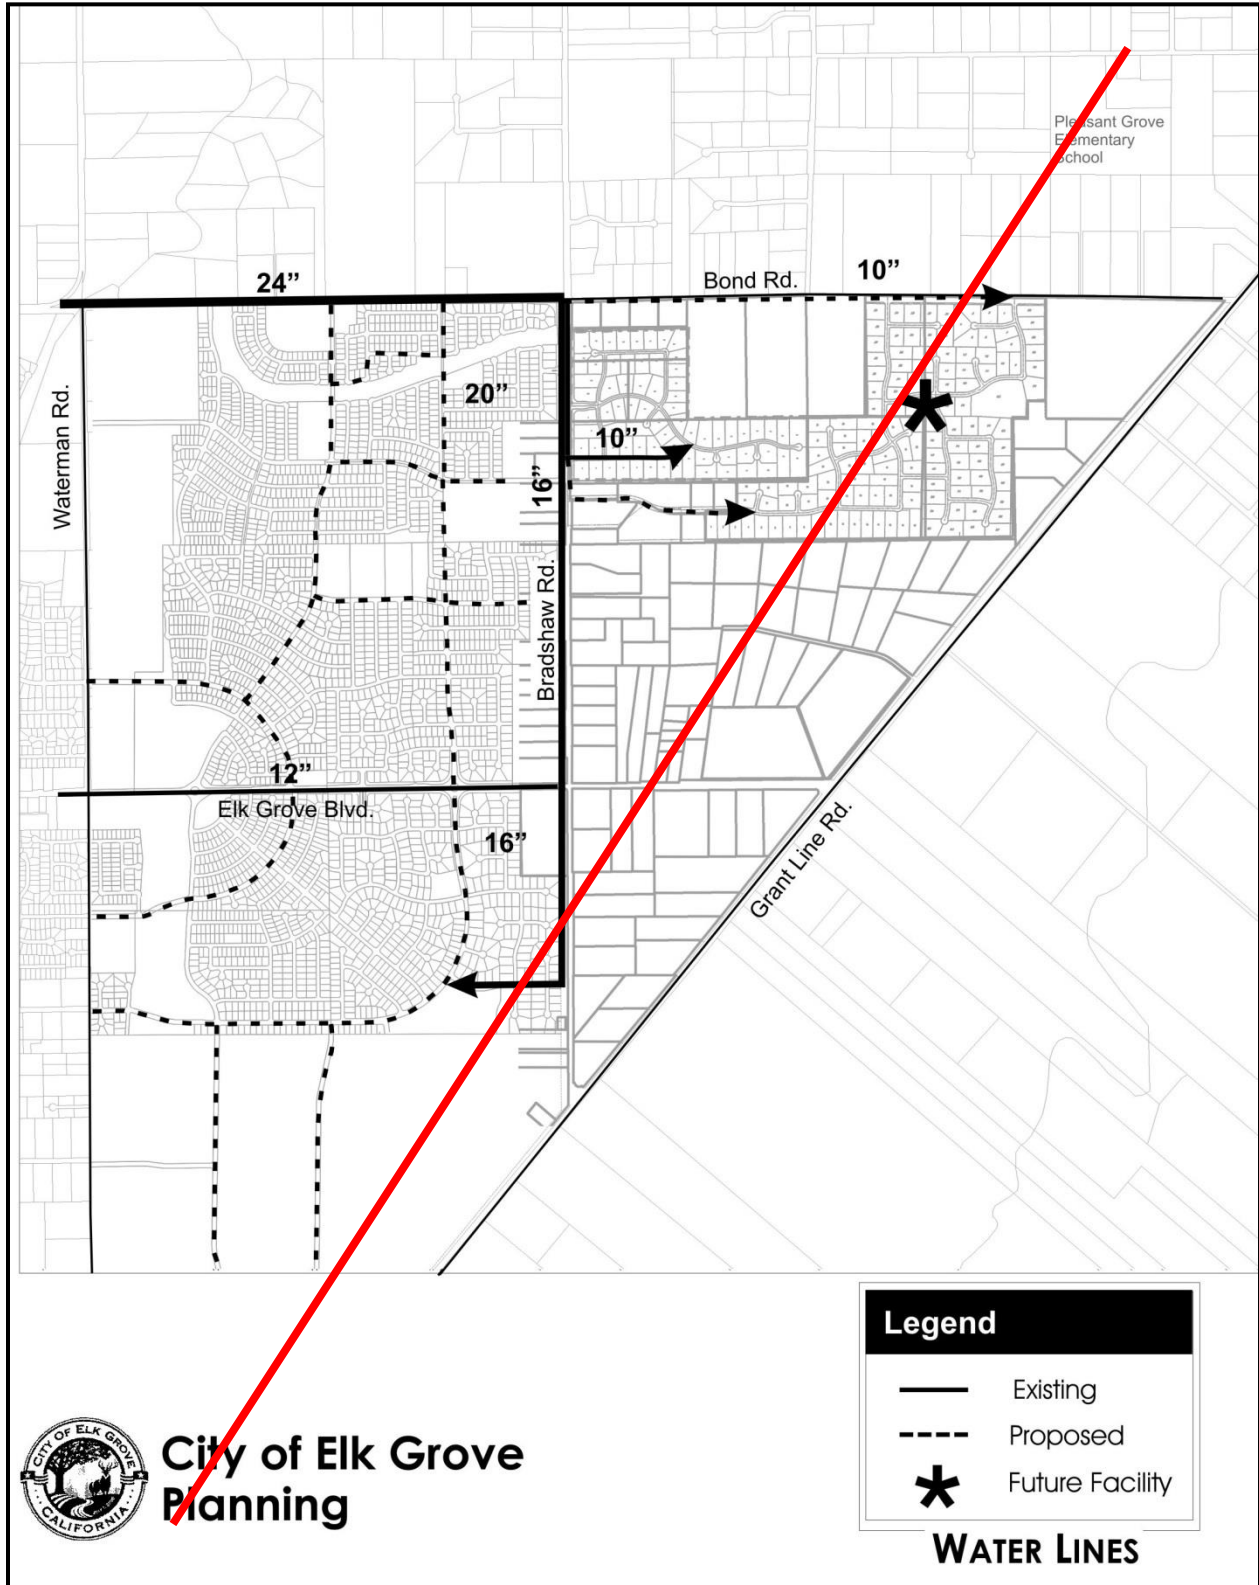 Pleasant Grove
Elementary
School
24”
Bond Rd.
10”
Waterman Rd.
20”
10”
16”
Bradshaw Rd.
12”
Elk Grove Blvd.
16”
Grant Line Rd.
Legend
Existing
Proposed
Future Facility
WATER LINES
CITY OF ELK GROVE
CALIFORNIA
City of Elk Grove
Planning